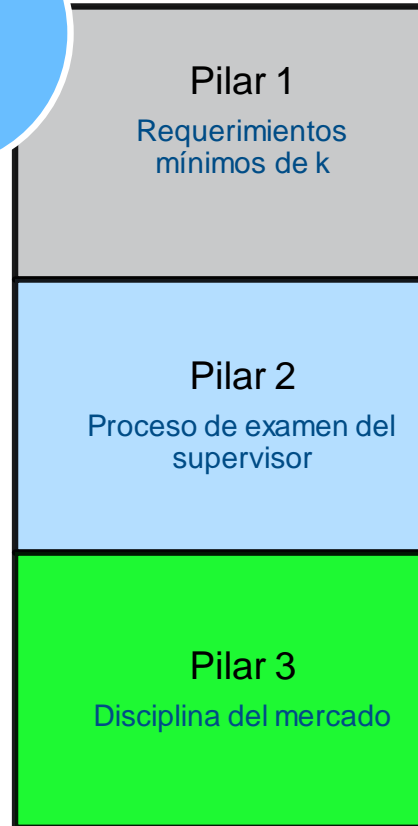 Pilar 1
Requerimientos
mínimos de k
Pilar 2
Proceso de examen del
supervisor
Pilar 3
Disciplina del mercado